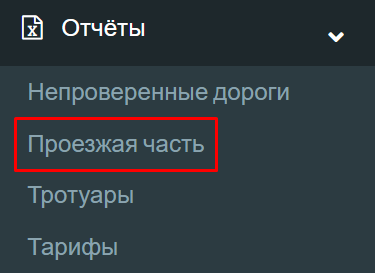 Отчёты
Непроверенные дороги
Проезжая часть
Тротуары
Тарифы